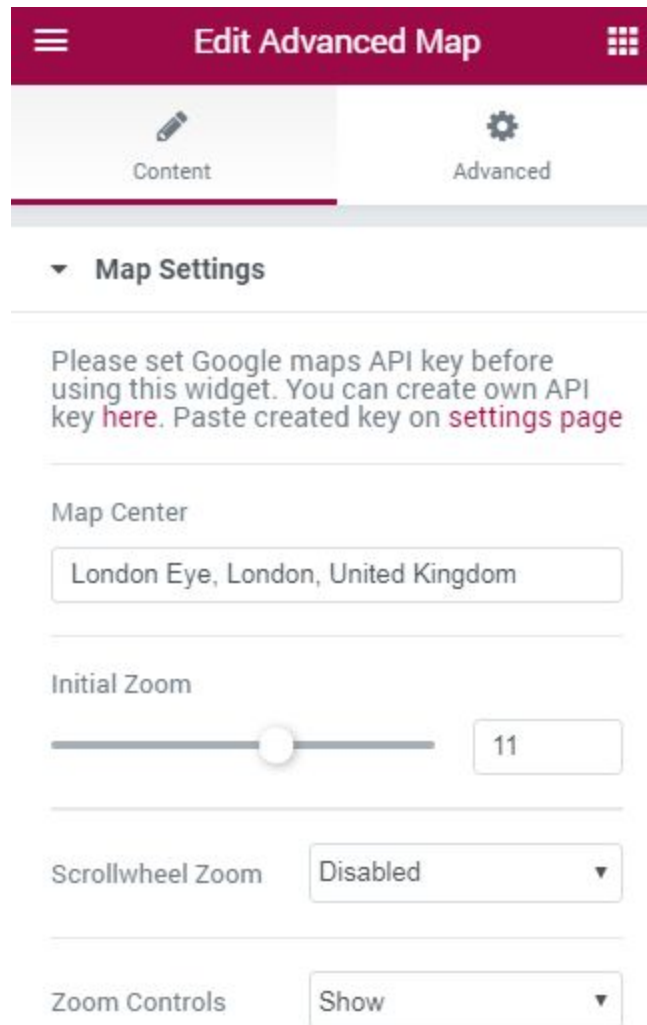 Edit Advanced Map
Content
Advanced
Map Settings
Please set Google maps API key before
using this widget. You can create own API
key here. Paste created key on settings page
Map Center
London Eye, London, United Kingdom
Initial Zoom
11
Scrollwheel Zoom
Disabled
Zoom Controls
Show